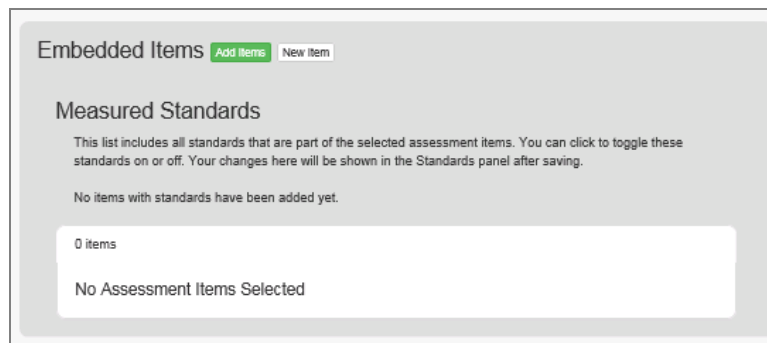 Embedded Items Add Items New Item
Measured Standards
This list includes all standards that are part of the selected assessment items. You can click to toggle these
standards on or off. Your changes here will be shown in the Standards panel after saving.
No items with standards have been added yet.
0 items
No Assessment Items Selected